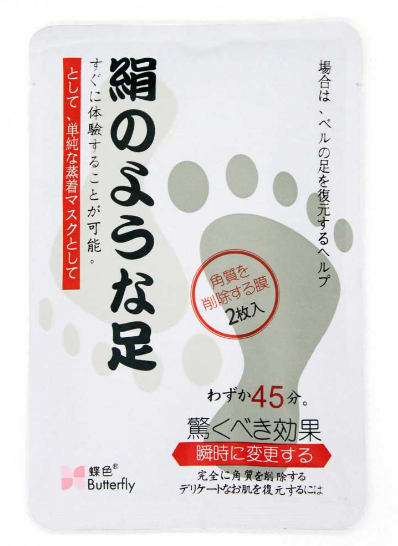 場合は、ベルの足を復元するヘルプ
絹のような足
すぐに体験することが可能。
として、単純な蒸着マスクとして
角質を
削除する膜
2枚入
わずか45分。
驚くべき効果
瞬時に変更する
完全に角質を削除する
デリケートなお肌を復元するには
蝶色®
Butterfly